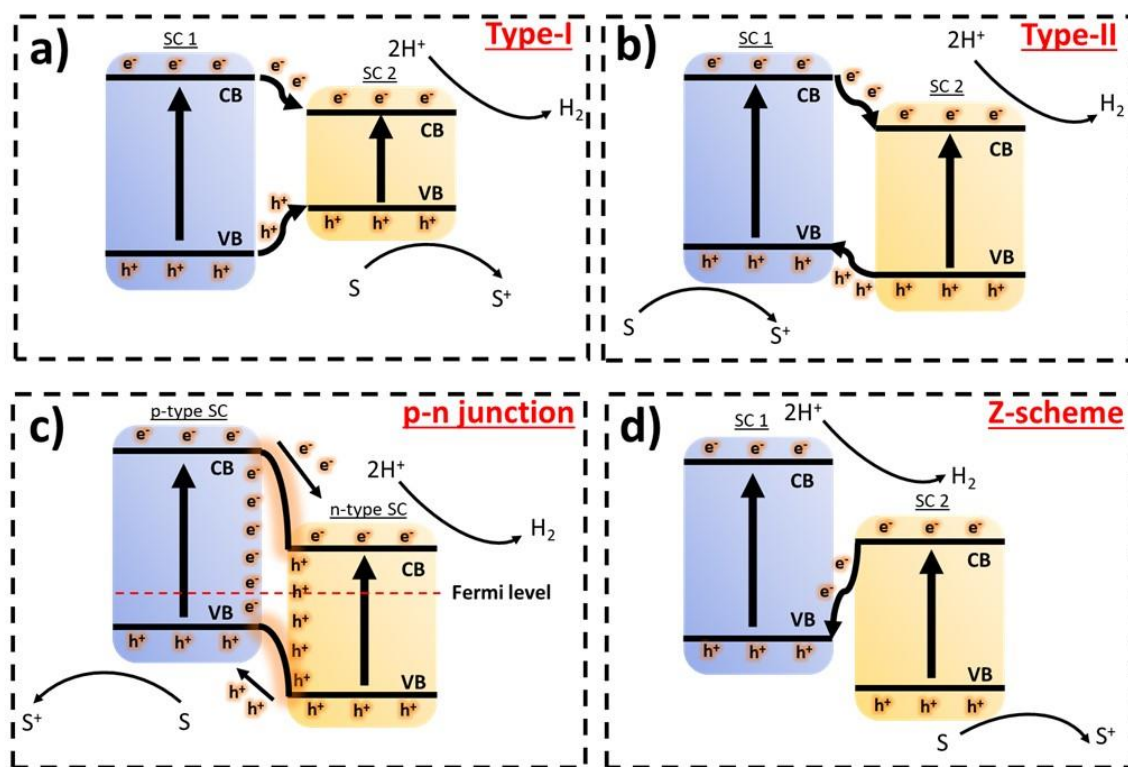 a)
Type-I
SC 1
e⁻ e⁻ e⁻
e⁻
e⁻
CB
SC 2
e⁻ e⁻ e⁻
CB
2H⁺
H₂
VB
h⁺ h⁺ h⁺
h⁺
h⁺
VB
h⁺ h⁺ h⁺
S
S⁺
b)
Type-II
SC 1
e⁻ e⁻ e⁻
e⁻
e⁻
CB
SC 2
e⁻ e⁻ e⁻
CB
2H⁺
H₂
VB
h⁺ h⁺ h⁺
h⁺
h⁺
VB
h⁺ h⁺ h⁺
S
S⁺
c)
p-n junction
p-type SC
e⁻ e⁻ e⁻
CB
e⁻
e⁻
e⁻
e⁻
e⁻
e⁻
e⁻
e⁻
2H⁺
H₂
n-type SC
e⁻ e⁻ e⁻
CB
h⁺
h⁺
h⁺
h⁺
h⁺
Fermi level
VB
h⁺ h⁺ h⁺
h⁺
h⁺
VB
h⁺ h⁺ h⁺
S⁺
S
d)
Z-scheme
SC 1
e⁻ e⁻ e⁻
CB
2H⁺
H₂
SC 2
e⁻ e⁻ e⁻
CB
e⁻
e⁻
VB
h⁺ h⁺ h⁺
VB
h⁺ h⁺ h⁺
S
S⁺